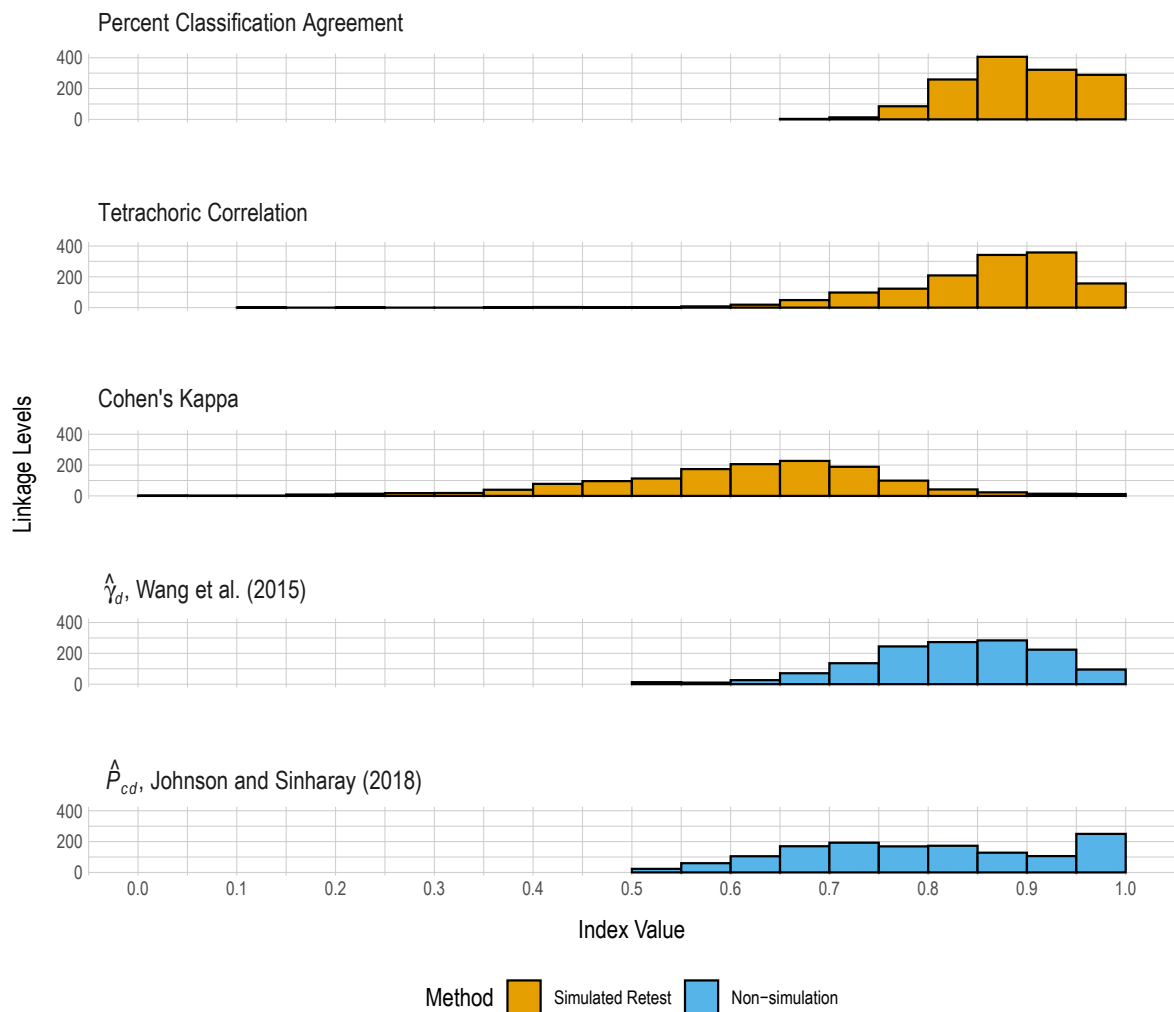 Percent Classification Agreement
400
200
0
Tetrachoric Correlation
400
200
0
Cohen's Kappa
400
200
0
Linkage Levels
γ̂d, Wang et al. (2015)
400
200
0
P̂cd, Johnson and Sinharay (2018)
400
200
0
0.0 0.1 0.2 0.3 0.4 0.5 0.6 0.7 0.8 0.9 1.0
Index Value
Method Simulated Retest Non−simulation